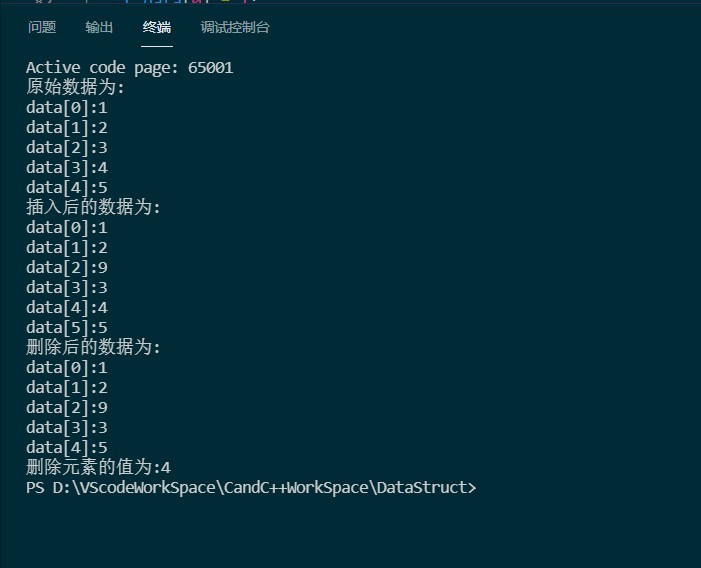 问题 输出 终端 调试控制台
Active code page: 65001
原始数据为:
data[0]:1
data[1]:2
data[2]:3
data[3]:4
data[4]:5
插入后的数据为:
data[0]:1
data[1]:2
data[2]:9
data[3]:3
data[4]:4
data[5]:5
删除后的数据为:
data[0]:1
data[1]:2
data[2]:9
data[3]:3
data[4]:5
删除元素的值为:4
PS D:\VScodeWorkSpace\CandC++WorkSpace\DataStruct>